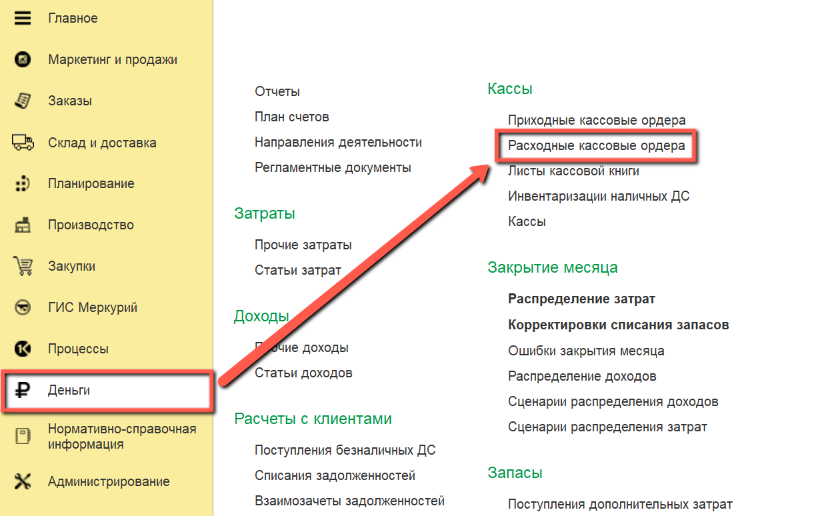 Главное
Маркетинг и продажи
Заказы
Склад и доставка
Планирование
Производство
Закупки
ГИС Меркурий
Процессы
Деньги
Нормативно-справочная
информация
Администрирование
Отчеты
План счетов
Направления деятельности
Регламентные документы
Затраты
Прочие затраты
Статьи затрат
Доходы
Прочие доходы
Статьи доходов
Расчеты с клиентами
Поступления безналичных ДС
Списания задолженностей
Взаимозачеты задолженностей
Кассы
Приходные кассовые ордера
Расходные кассовые ордера
Листы кассовой книги
Инвентаризации наличных ДС
Кассы
Закрытие месяца
Распределение затрат
Корректировки списания запасов
Ошибки закрытия месяца
Распределение доходов
Сценарии распределения доходов
Сценарии распределения затрат
Запасы
Поступления дополнительных затрат